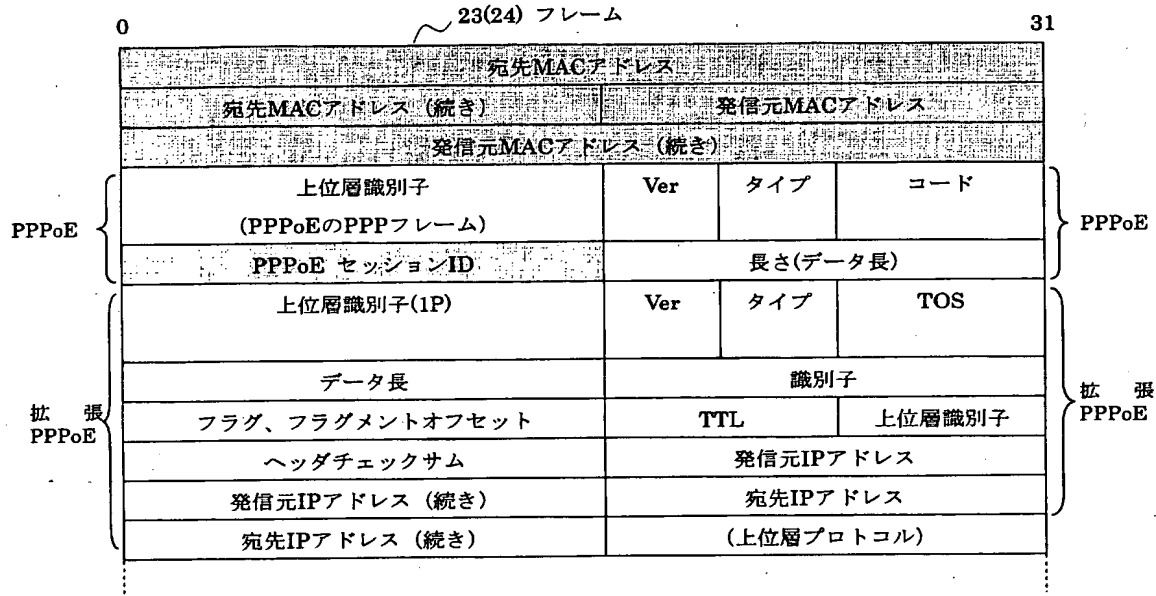 23(24) フレーム
0
31
宛先MACアドレス
宛先MACアドレス (続き)
発信元MACアドレス
発信元MACアドレス (続き)
上位層識別子
(PPPoEのPPPフレーム)
Ver
タイプ
コード
PPPoE
PPPoE
PPPoE セッションID
長さ(データ長)
上位層識別子(1P)
Ver
タイプ
TOS
データ長
識別子
拡 張
PPPoE
拡 張
PPPoE
フラグ、フラグメントオフセット
TTL
上位層識別子
ヘッダチェックサム
発信元IPアドレス
発信元IPアドレス (続き)
宛先IPアドレス
宛先IPアドレス (続き)
(上位層プロトコル)